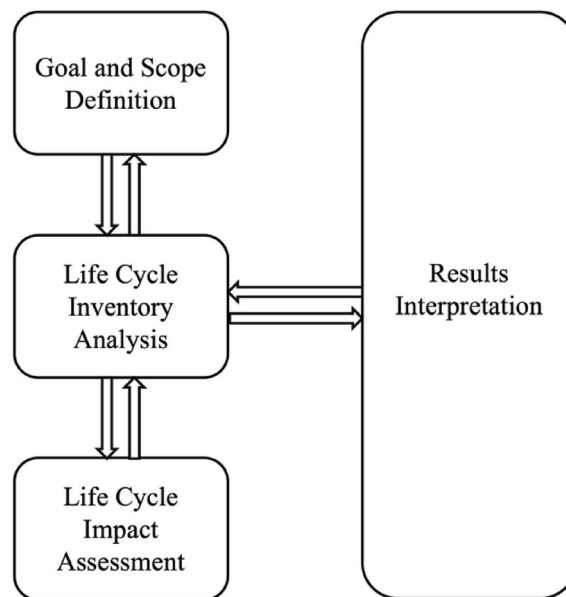 Goal and Scope
Definition
Life Cycle
Inventory
Analysis
Results
Interpretation
Life Cycle
Impact
Assessment